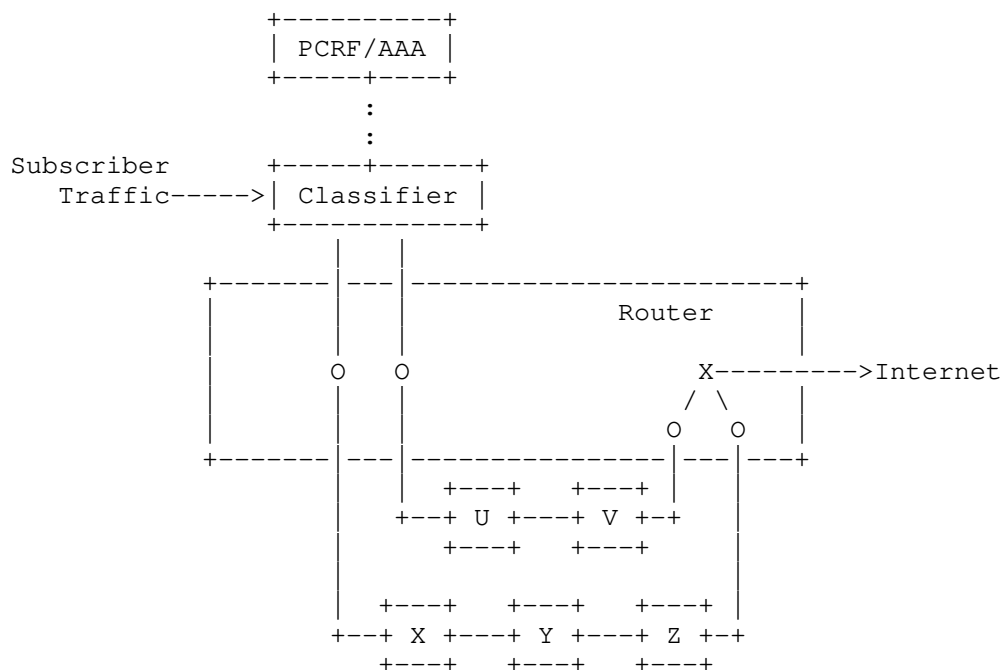 PCRF/AAA
Subscriber
Traffic----->| Classifier |
Router
O O X--------->Internet
O O
U V
X Y Z